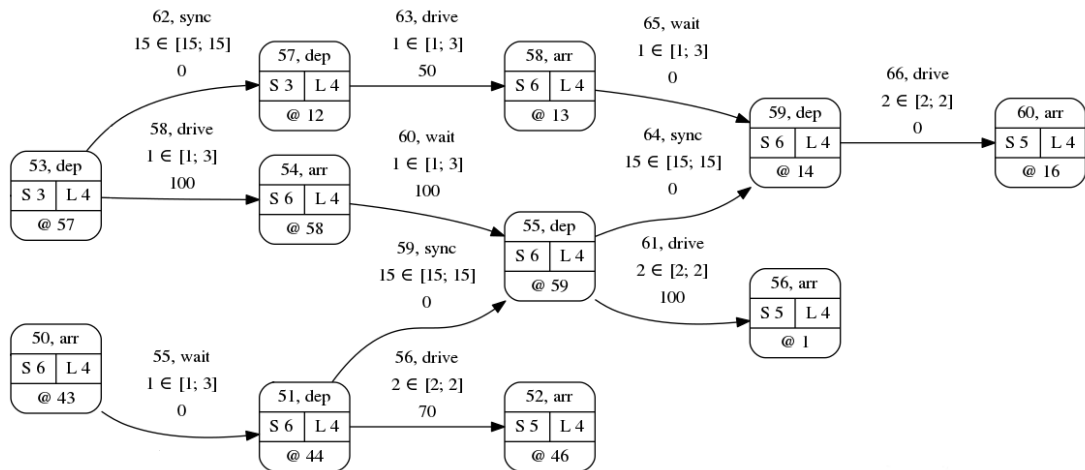 62, sync
15 ∈ [15; 15]
0
63, drive
1 ∈ [1; 3]
50
65, wait
1 ∈ [1; 3]
0
57, dep
S 3 L 4
@ 12
58, arr
S 6 L 4
@ 13
66, drive
2 ∈ [2; 2]
0
59, dep
S 6 L 4
@ 14
60, arr
S 5 L 4
@ 16
58, drive
1 ∈ [1; 3]
100
60, wait
1 ∈ [1; 3]
100
64, sync
15 ∈ [15; 15]
0
53, dep
S 3 L 4
@ 57
54, arr
S 6 L 4
@ 58
55, dep
S 6 L 4
@ 59
59, sync
15 ∈ [15; 15]
0
61, drive
2 ∈ [2; 2]
100
56, arr
S 5 L 4
@ 1
50, arr
S 6 L 4
@ 43
55, wait
1 ∈ [1; 3]
0
56, drive
2 ∈ [2; 2]
70
51, dep
S 6 L 4
@ 44
52, arr
S 5 L 4
@ 46